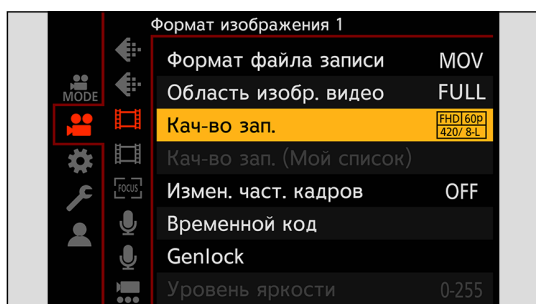 Формат изображения 1
MODE
FOCUS
Формат файла записи MOV
Область изобр. видео FULL
Кач-во зап. FHD 60p
420/ 8-L
Кач-во зап. (Мой список)
Измен. част. кадров OFF
Временной код
Genlock
Уровень яркости 0-255